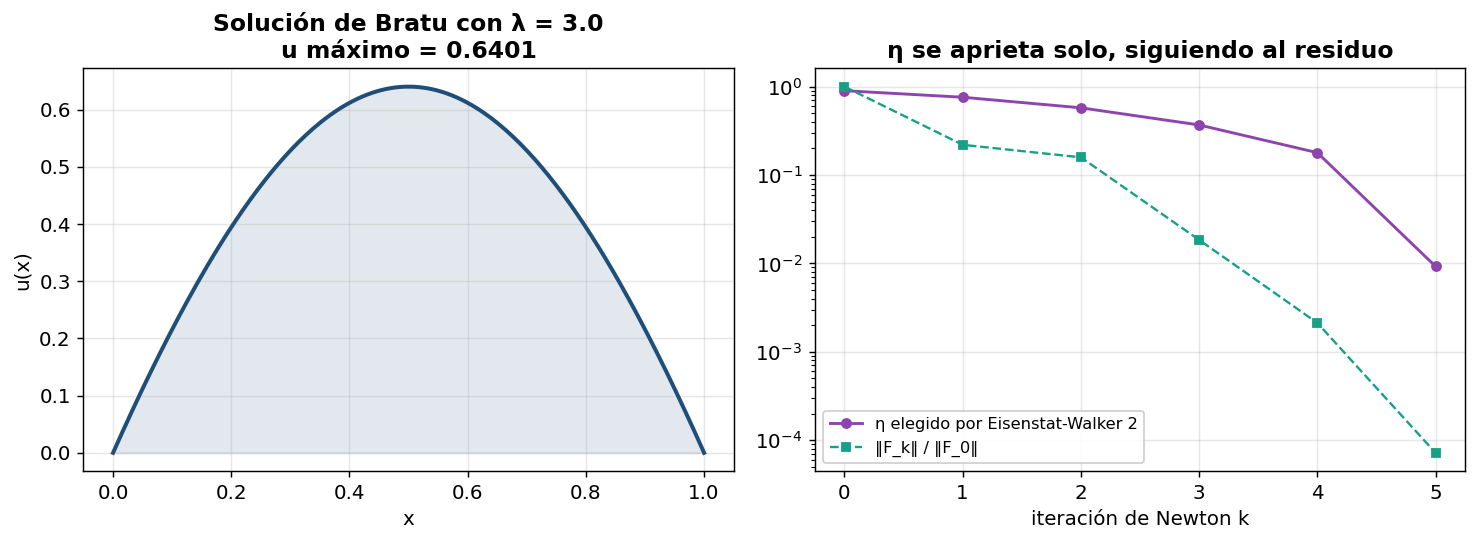 Solución de Bratu con λ = 3.0
u máximo = 0.6401
u(x)
0.6
0.5
0.4
0.3
0.2
0.1
0.0
0.0 0.2 0.4 0.6 0.8 1.0
x
η se aprieta solo, siguiendo al residuo
10⁰
10⁻¹
10⁻²
10⁻³
10⁻⁴
η elegido por Eisenstat-Walker 2
‖F_k‖ / ‖F_0‖
0 1 2 3 4 5
iteración de Newton k